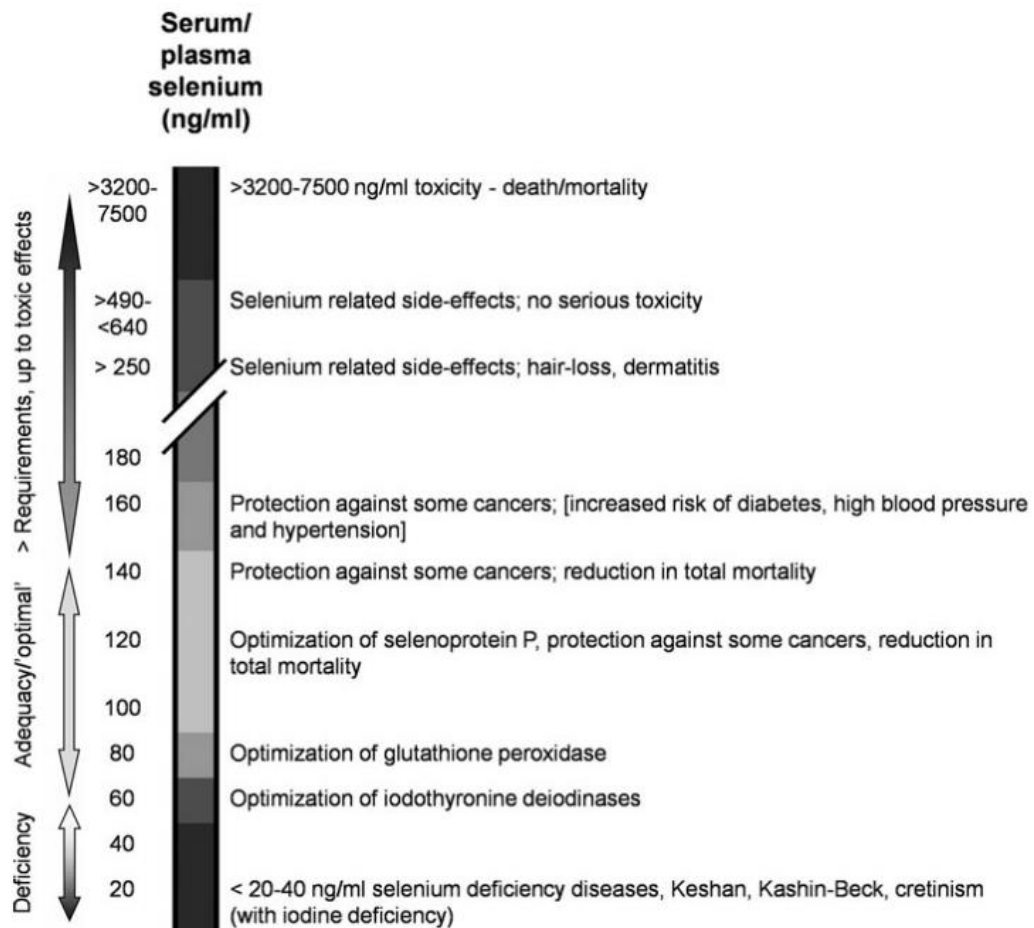 Serum/
plasma
selenium
(ng/ml)
>3200-
7500
>3200-7500 ng/ml toxicity - death/mortality
>490-
<640
Selenium related side-effects; no serious toxicity
> 250
Selenium related side-effects; hair-loss, dermatitis
180
160
Protection against some cancers; [increased risk of diabetes, high blood pressure
and hypertension]
140
Protection against some cancers; reduction in total mortality
120
Optimization of selenoprotein P, protection against some cancers, reduction in
total mortality
100
80
Optimization of glutathione peroxidase
60
Optimization of iodothyronine deiodinases
40
20
< 20-40 ng/ml selenium deficiency diseases, Keshan, Kashin-Beck, cretinism
(with iodine deficiency)
> Requirements, up to toxic effects
Adequacy/'optimal'
Deficiency